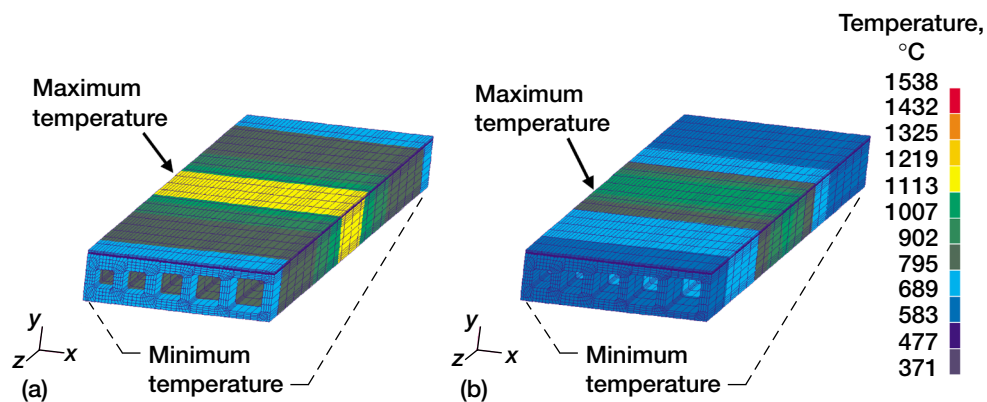 Temperature,
°C
1538
1432
1325
1219
1113
1007
902
795
689
583
477
371
Maximum
temperature
Maximum
temperature
y
z
x
(a)
Minimum
temperature
y
z
x
(b)
Minimum
temperature